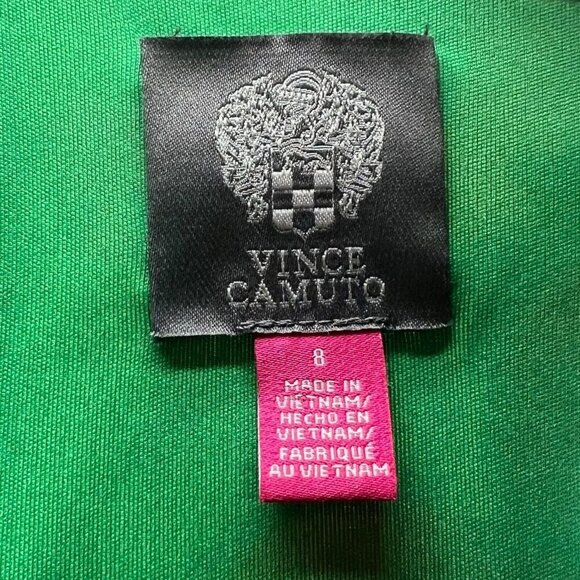 VINCE
CAMUTO
8
MADE IN
VIETNAM/
HECHO EN
VIETNAM/
FABRIQUÉ
AU VIETNAM